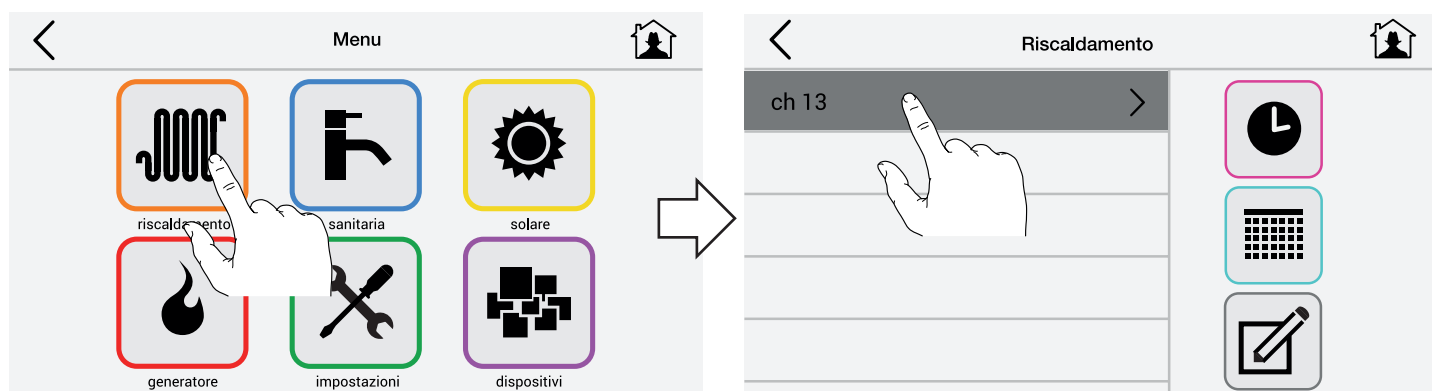 Menu
riscaldamento
sanitaria
solare
generatore
impostazioni
dispositivi
Riscaldamento
ch 13